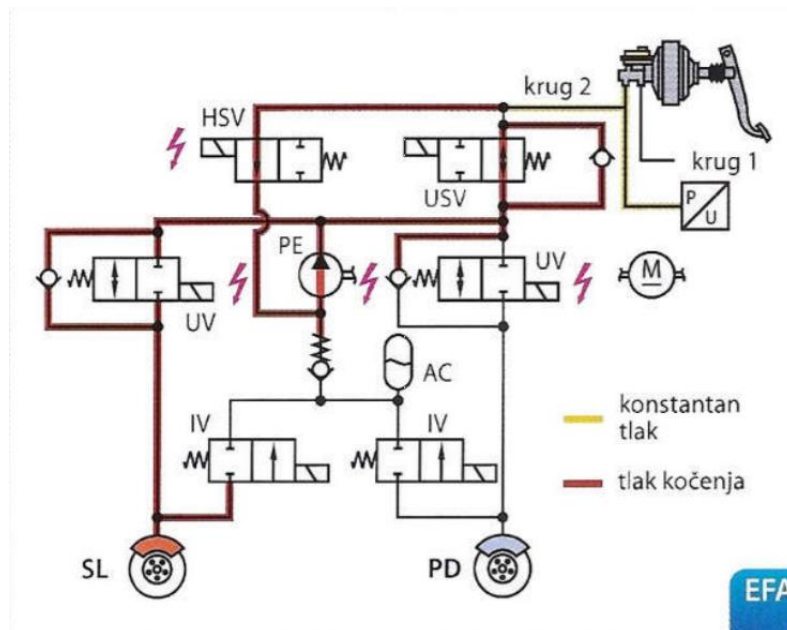 krug 2
HSV
krug 1
USV
P
U
PE
UV
M
UV
AC
IV
IV
konstantan
tlak
tlak kočenja
SL
PD
EFA